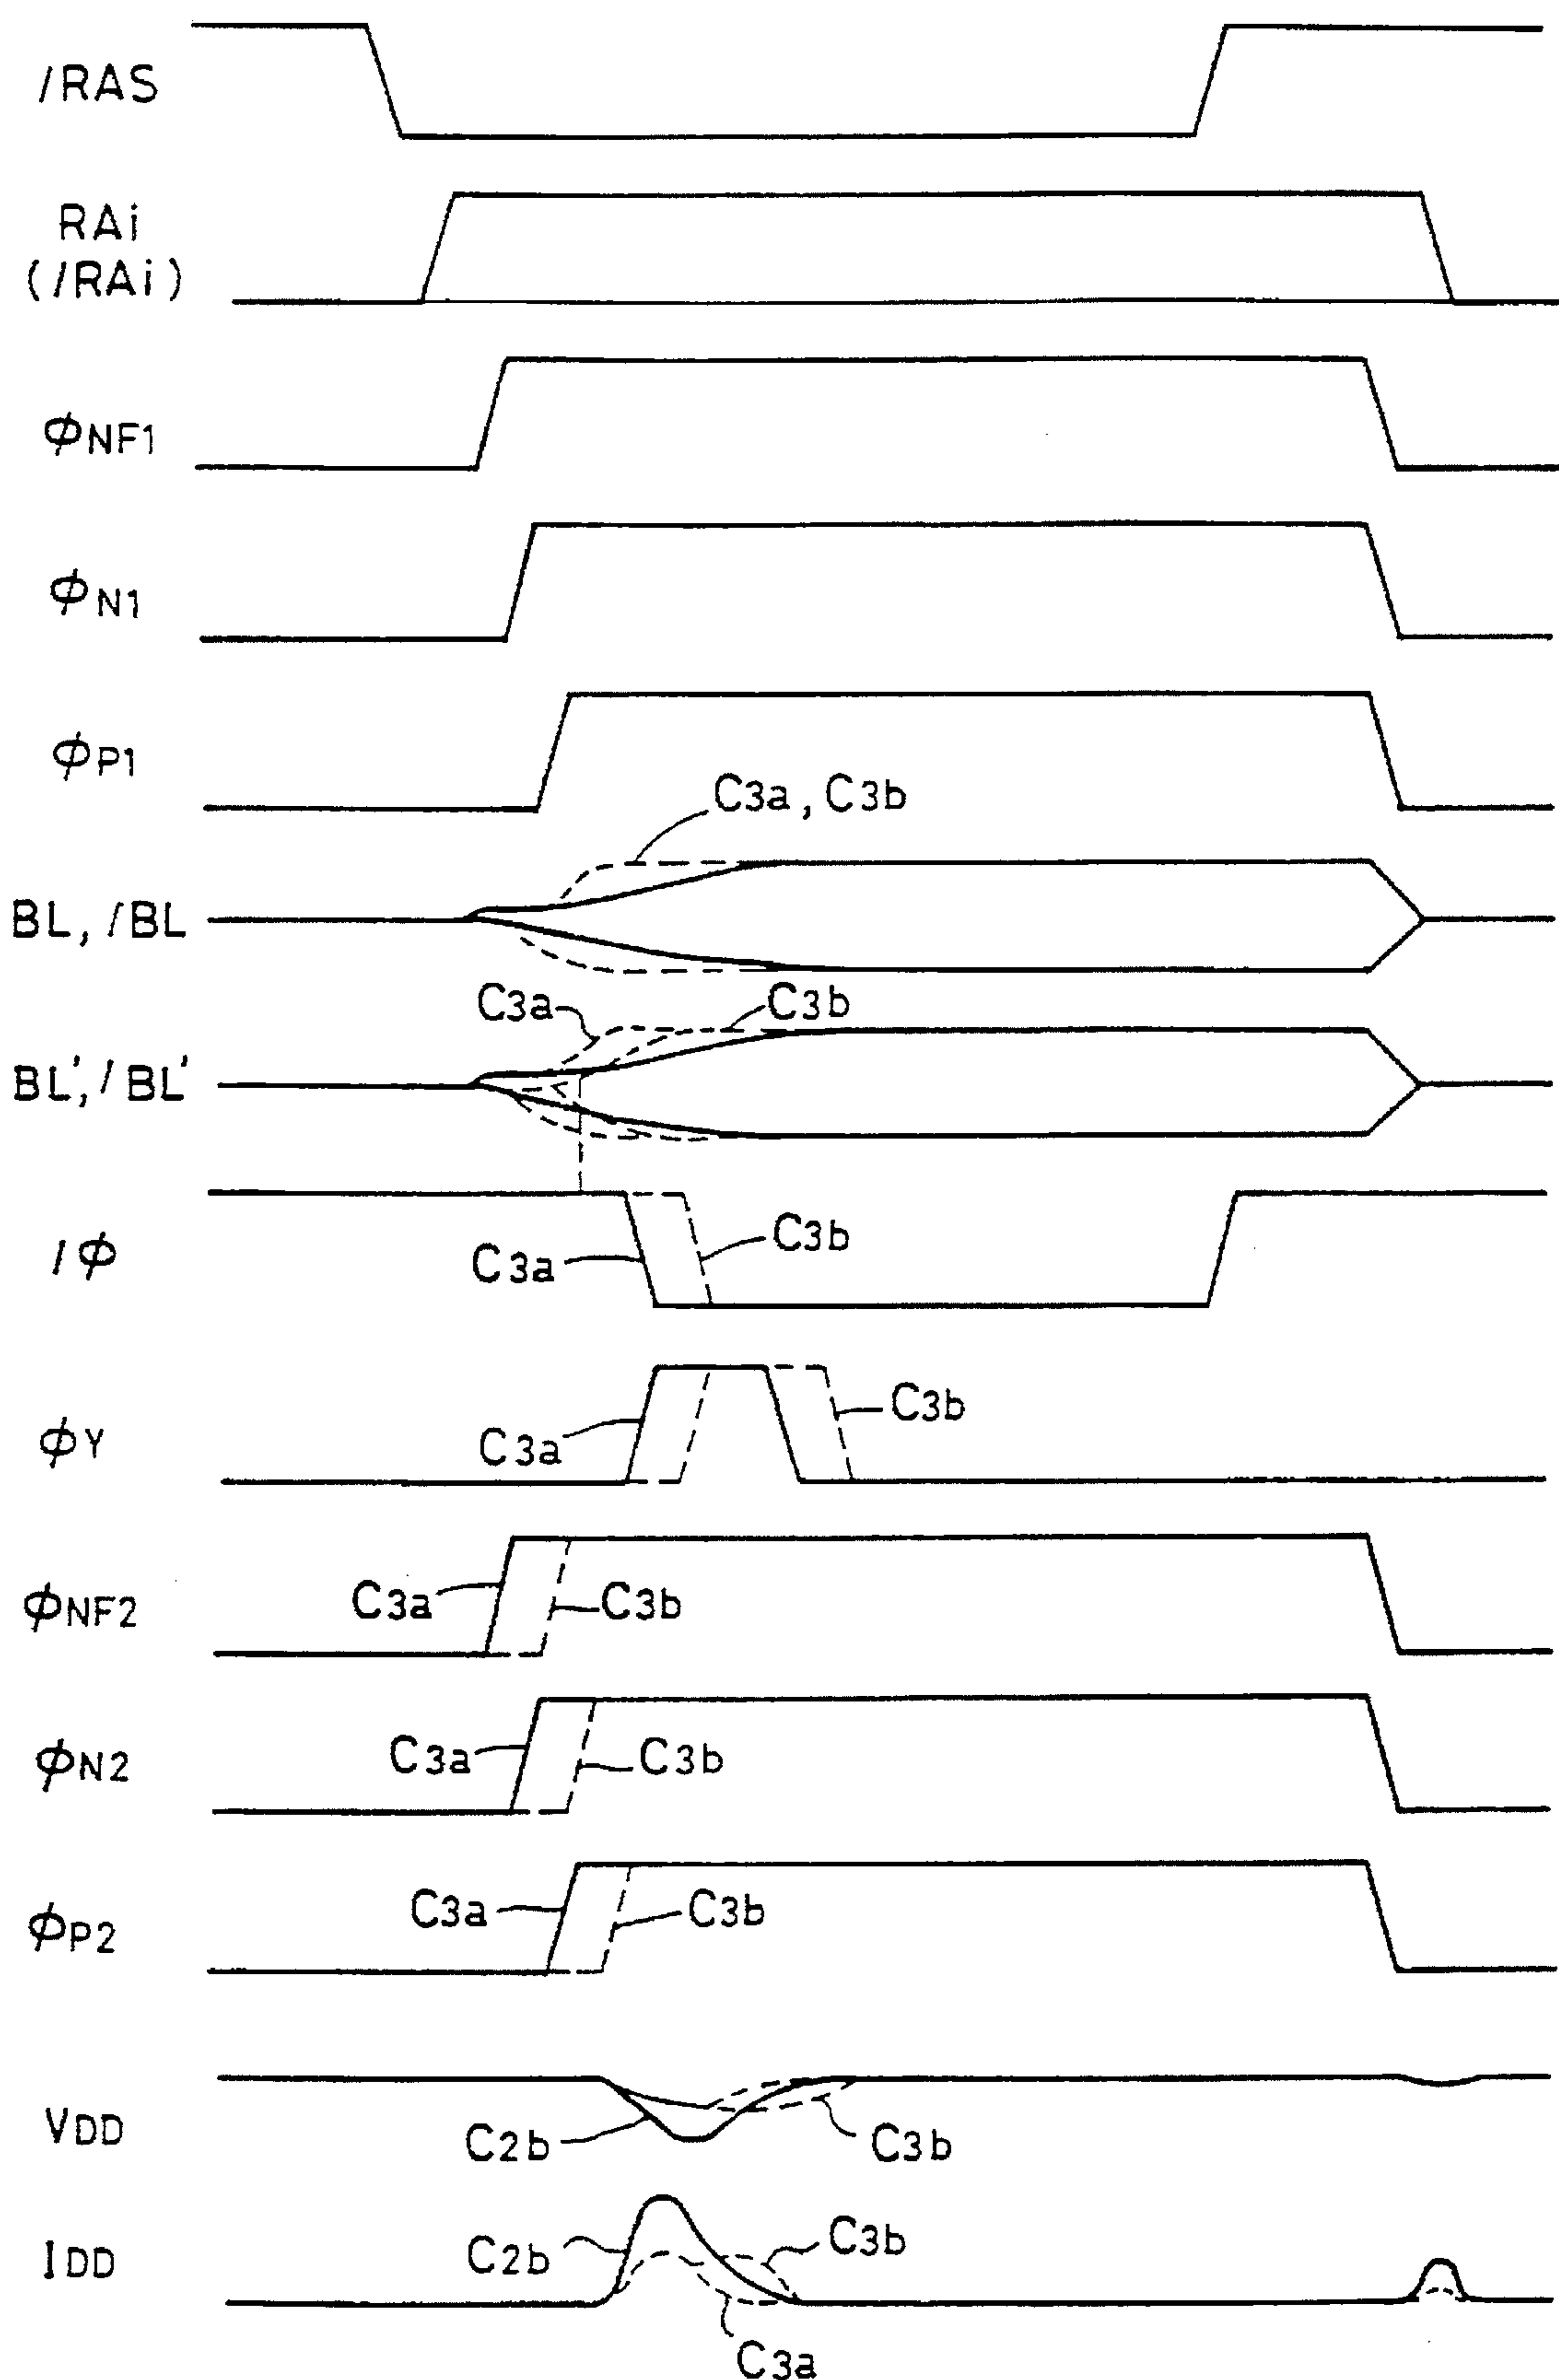 /RAS
RAi
(/RAi)
ΦNF1
ΦN1
ΦP1
C3a, C3b
BL, /BL
C3a C3b
BL', /BL'
/Φ
C3a C3b
ΦY
C3a C3b
ΦNF2
C3a C3b
ΦN2
C3a C3b
ΦP2
C3a C3b
VDD
C2b C3b
IDD
C2b C3b
C3a